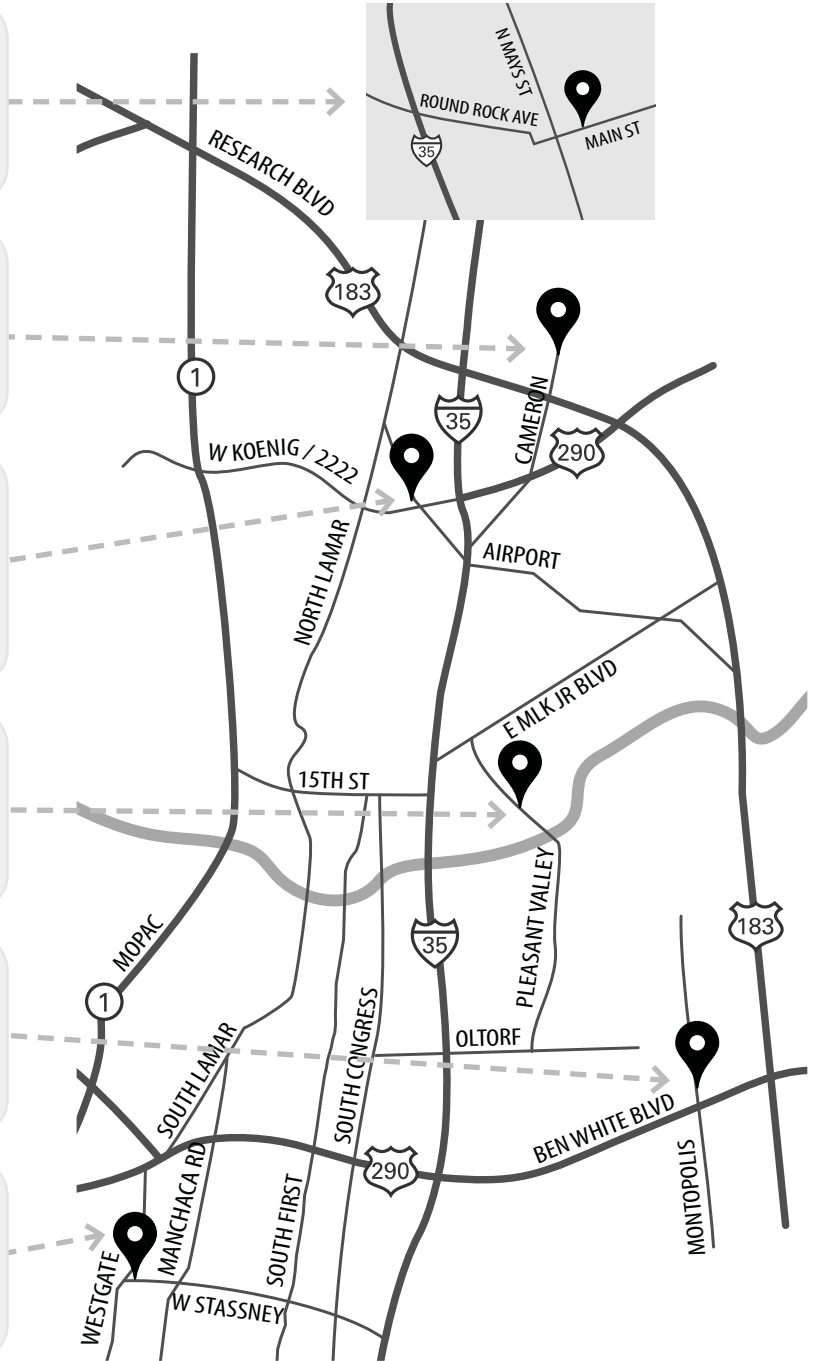 N MAYS ST
ROUND ROCK AVE
MAIN ST
35
RESEARCH BLVD
183
1
35
CAMERON
290
W KOENIG / 2222
NORTH LAMAR
AIRPORT
E MLK JR BLVD
15TH ST
PLEASANT VALLEY
183
35
MOPAC
1
SOUTH LAMAR
SOUTH CONGRESS
OLTORF
BEN WHITE BLVD
290
MANCHACA RD
SOUTH FIRST
MONTOPOLIS
WESTGATE
W STASSNEY